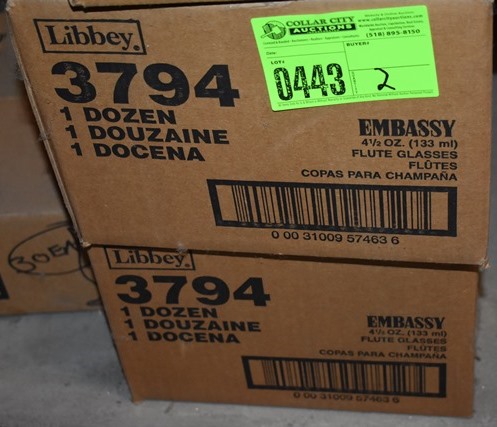 Libbey.
3794
1 DOZEN
1 DOUZAINE
1 DOCENA
COLLAR CITY
AUCTIONS
(518) 895-8150
LOT#
0443
BUYER#
2
EMBASSY
4½ OZ. (133 ml)
FLUTE GLASSES
FLÛTES
COPAS PARA CHAMPAÑA
0 00 31009 57463 6
30 EA
Libbey.
3794
1 DOZEN
1 DOUZAINE
1 DOCENA
EMBASSY
4½ OZ. (133 ml)
FLUTE GLASSES
FLÛTES
COPAS PARA CHAMPAÑA
0 00 31009 57463 6